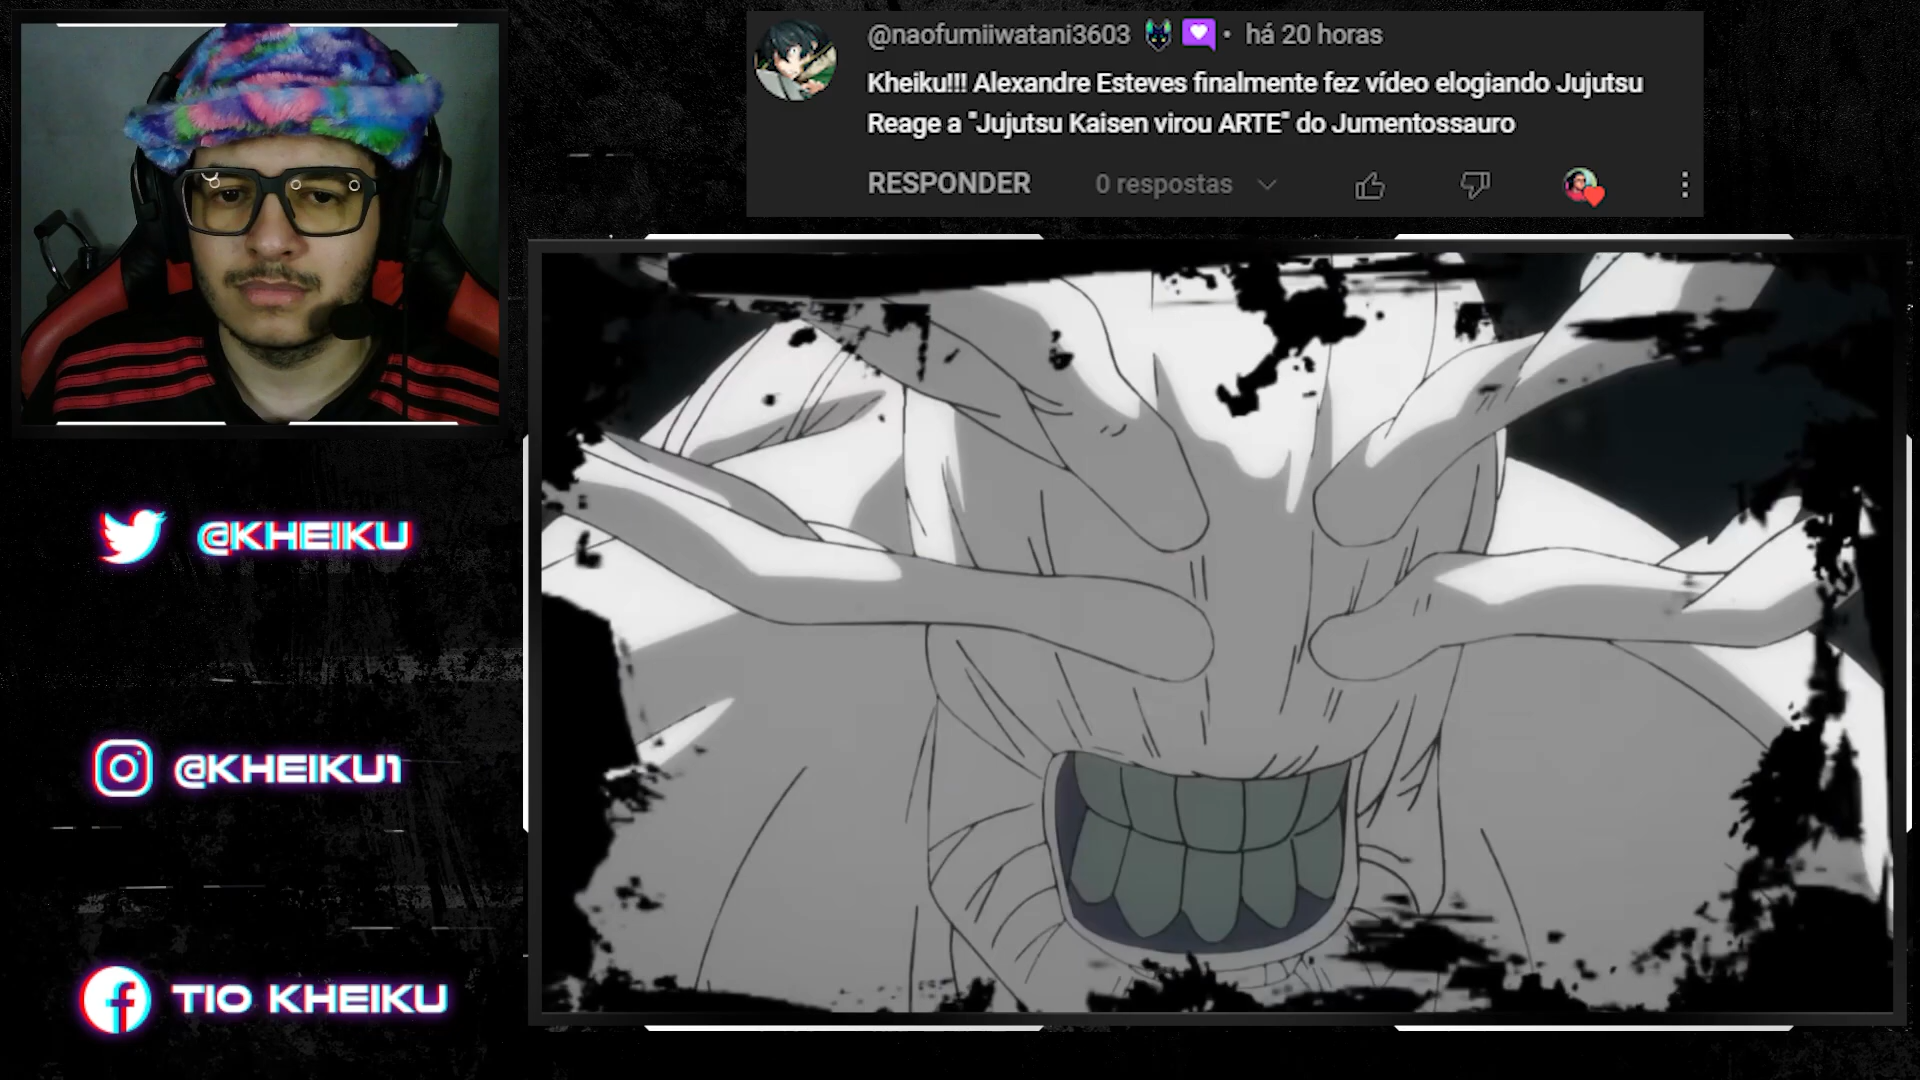 @naofumiiwatani3603 • há 20 horas
Kheiku!!! Alexandre Esteves finalmente fez vídeo elogiando Jujutsu
Reage a "Jujutsu Kaisen virou ARTE" do Jumentossauro
RESPONDER 0 respostas
@KHEIKU
@KHEIKU1
TIO KHEIKU